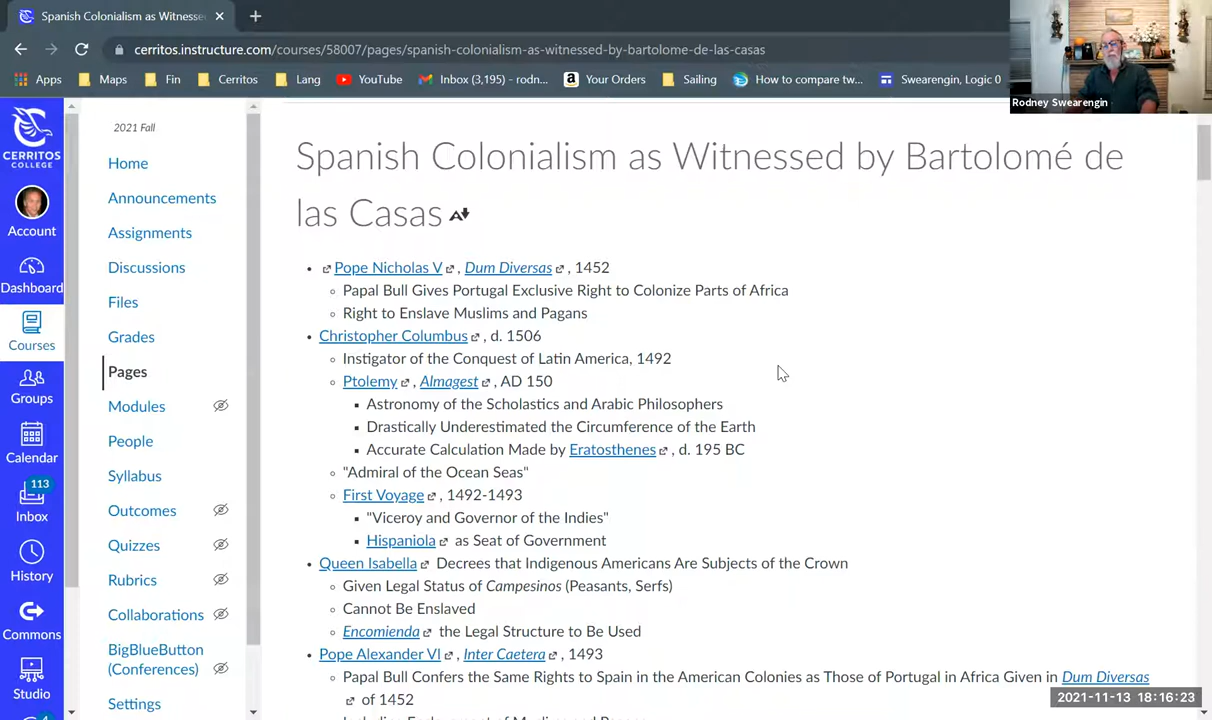 Spanish Colonialism as Witnesse
cerritos.instructure.com/courses/58007/pages/spanish-colonialism-as-witnessed-by-bartolome-de-las-casas
Apps Maps Fin Cerritos Lang YouTube Inbox (3,195) - rodn... Your Orders Sailing How to compare tw... Swearengin, Logic 0
Rodney Swearengin
CERRITOS
COLLEGE
Account
Dashboard
Courses
Groups
Calendar
113
Inbox
History
Commons
Studio
4
2021 Fall
Home
Announcements
Assignments
Discussions
Files
Grades
Pages
Modules
People
Syllabus
Outcomes
Quizzes
Rubrics
Collaborations
BigBlueButton
(Conferences)
Settings
Spanish Colonialism as Witnessed by Bartolomé de
las Casas
Pope Nicholas V , Dum Diversas , 1452
Papal Bull Gives Portugal Exclusive Right to Colonize Parts of Africa
Right to Enslave Muslims and Pagans
Christopher Columbus , d. 1506
Instigator of the Conquest of Latin America, 1492
Ptolemy , Almagest , AD 150
Astronomy of the Scholastics and Arabic Philosophers
Drastically Underestimated the Circumference of the Earth
Accurate Calculation Made by Eratosthenes , d. 195 BC
"Admiral of the Ocean Seas"
First Voyage , 1492-1493
"Viceroy and Governor of the Indies"
Hispaniola as Seat of Government
Queen Isabella Decrees that Indigenous Americans Are Subjects of the Crown
Given Legal Status of Campesinos (Peasants, Serfs)
Cannot Be Enslaved
Encomienda the Legal Structure to Be Used
Pope Alexander VI , Inter Caetera , 1493
Papal Bull Confers the Same Rights to Spain in the American Colonies as Those of Portugal in Africa Given in Dum Diversas
of 1452
2021-11-13 18:16:23